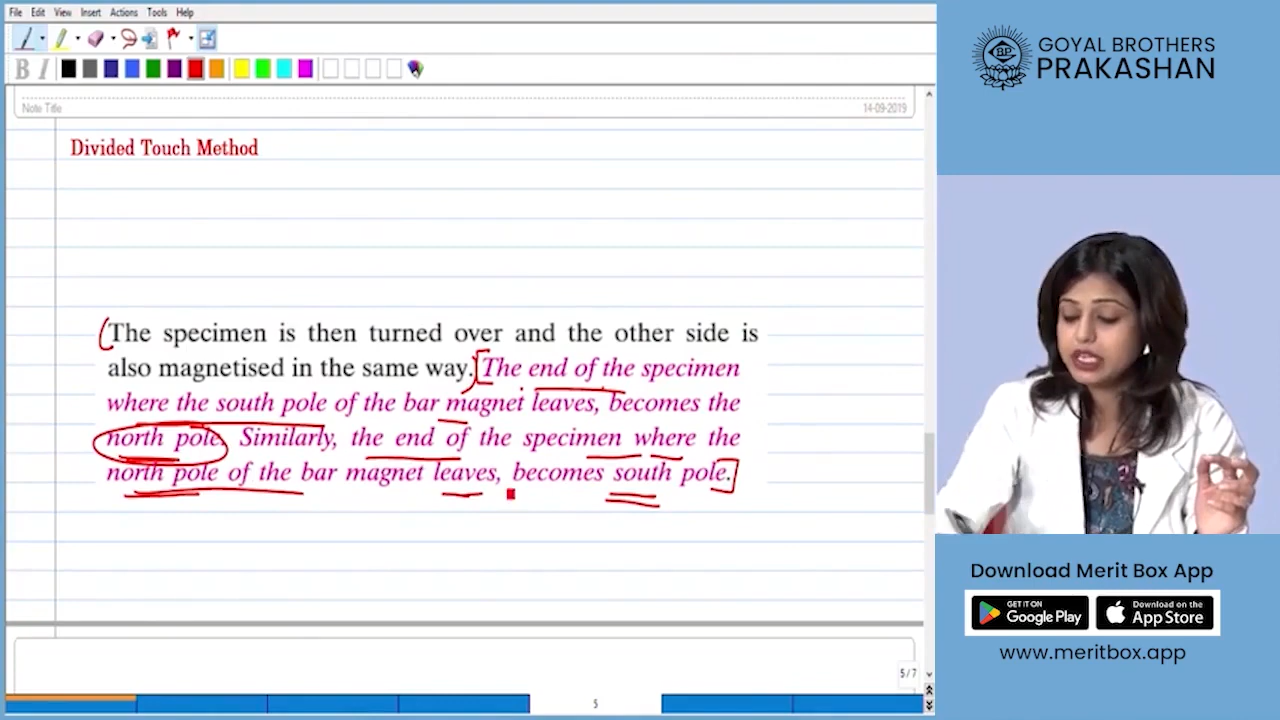 File Edit View Insert Actions Tools Help
B I
Note Title
14-09-2019
Divided Touch Method
The specimen is then turned over and the other side is
also magnetised in the same way. The end of the specimen
where the south pole of the bar magnet leaves, becomes the
north pole. Similarly, the end of the specimen where the
north pole of the bar magnet leaves, becomes south pole.
5/7
5
BP
GOYAL BROTHERS
PRAKASHAN
Download Merit Box App
GET IT ON
Google Play
Download on the
App Store
www.meritbox.app